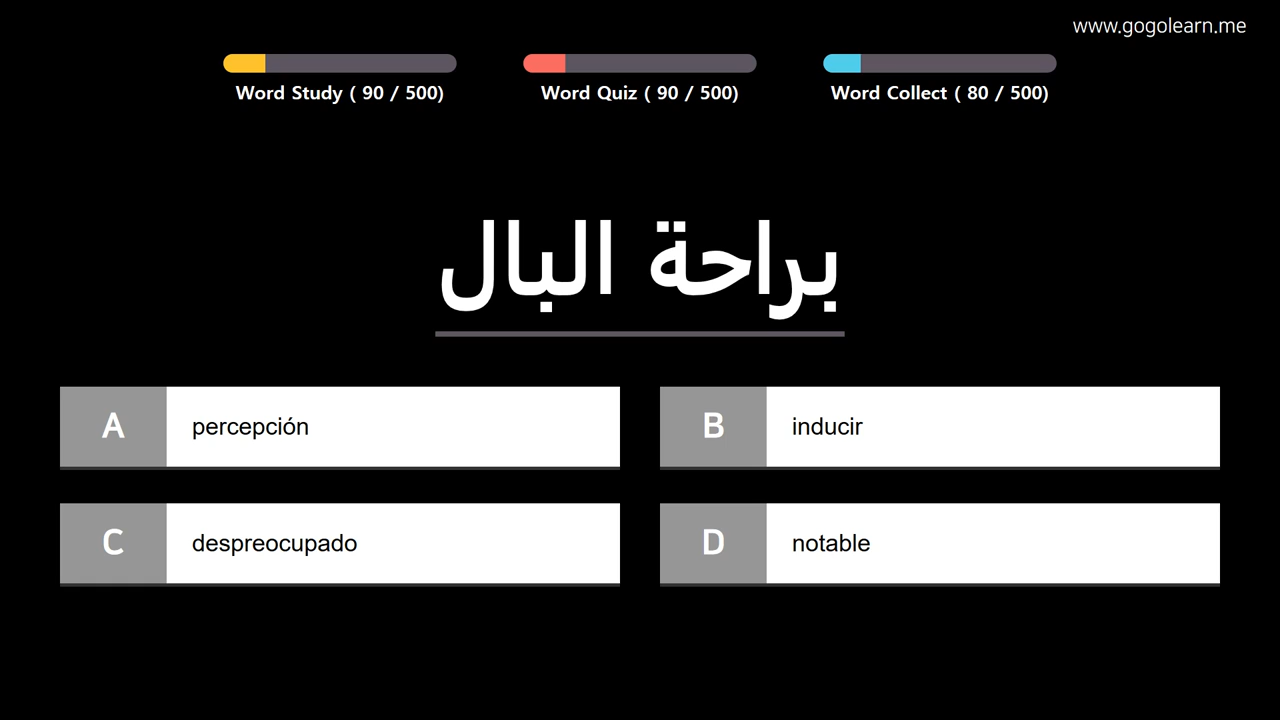 www.gogolearn.me
Word Study ( 90 / 500)
Word Quiz ( 90 / 500)
Word Collect ( 80 / 500)
براحة البال
A percepción
B inducir
C despreocupado
D notable